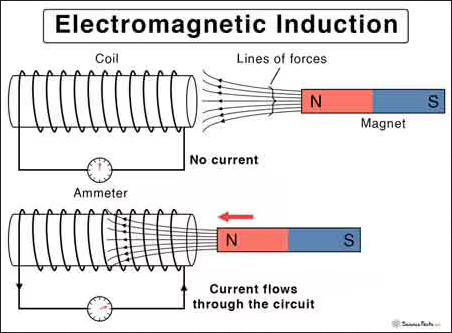 Electromagnetic Induction
Coil
Lines of forces
N
S
Magnet
No current
Ammeter
N
S
Current flows
through the circuit